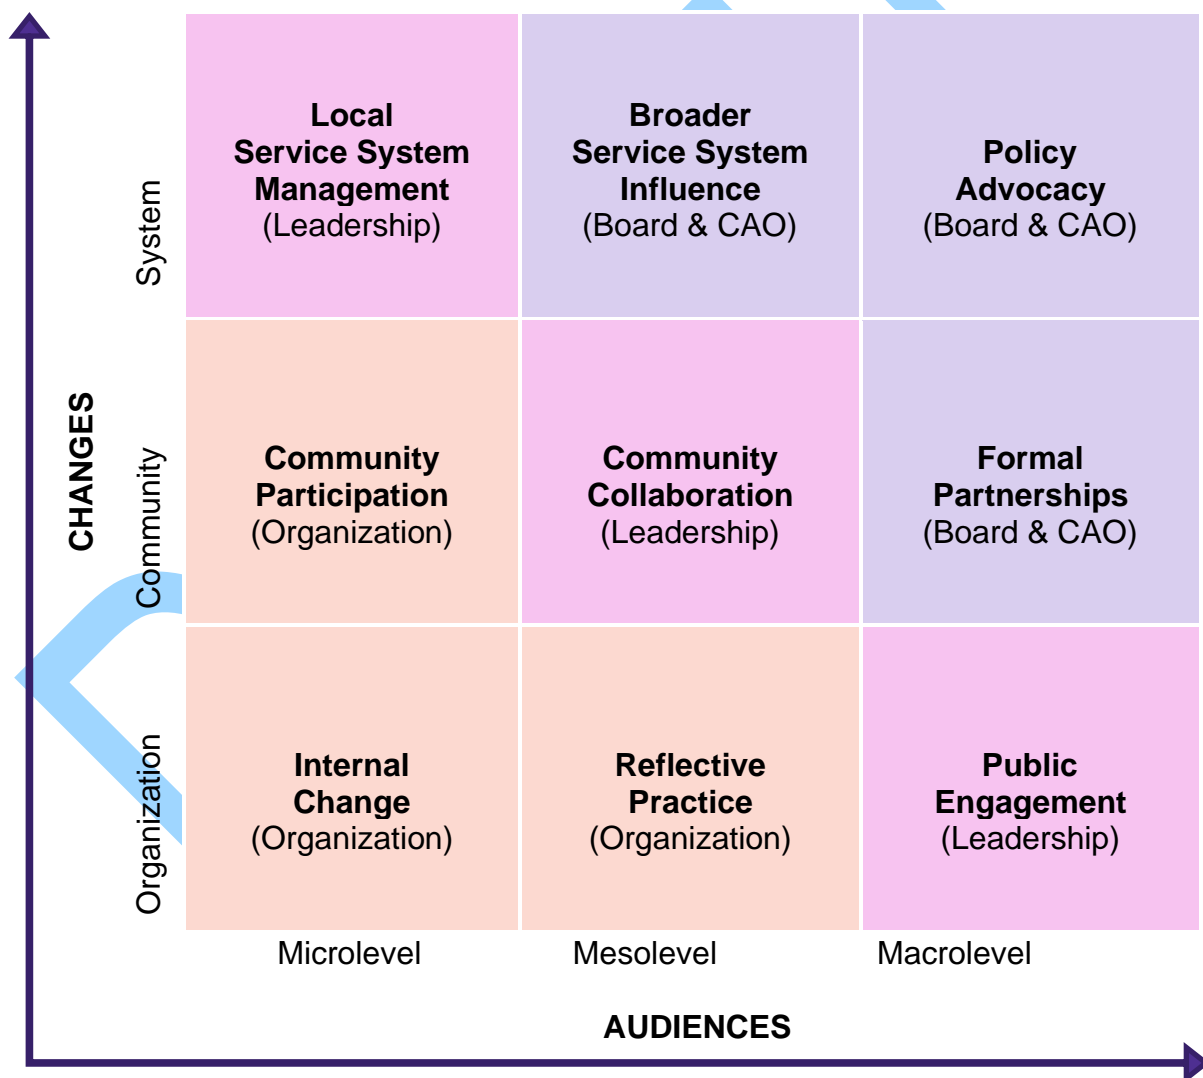 Local
Service System
Management
(Leadership)
Broader
Service System
Influence
(Board & CAO)
Policy
Advocacy
(Board & CAO)
System
Community
Participation
(Organization)
Community
Collaboration
(Leadership)
Formal
Partnerships
(Board & CAO)
CHANGES
Community
Internal
Change
(Organization)
Reflective
Practice
(Organization)
Public
Engagement
(Leadership)
Organization
Microlevel
Mesolevel
Macrolevel
AUDIENCES